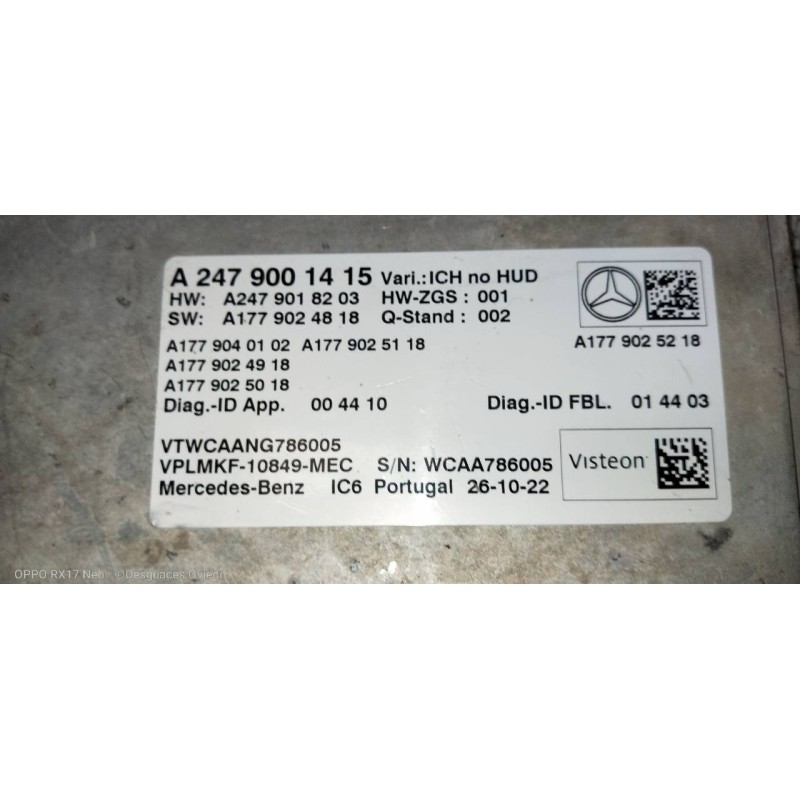 A 247 900 14 15 Vari.:ICH no HUD
HW: A247 901 82 03 HW-ZGS : 001
SW: A177 902 48 18 Q-Stand : 002
A177 904 01 02 A177 902 51 18
A177 902 52 18
A177 902 49 18
A177 902 50 18
Diag.-ID App. 00 44 10 Diag.-ID FBL. 01 44 03
VTWCAANG786005
VPLMKF-10849-MEC S/N: WCAA786005
Visteon
Mercedes-Benz IC6 Portugal 26-10-22
OPPO RX17 Neo ©Desguaces Oviedo